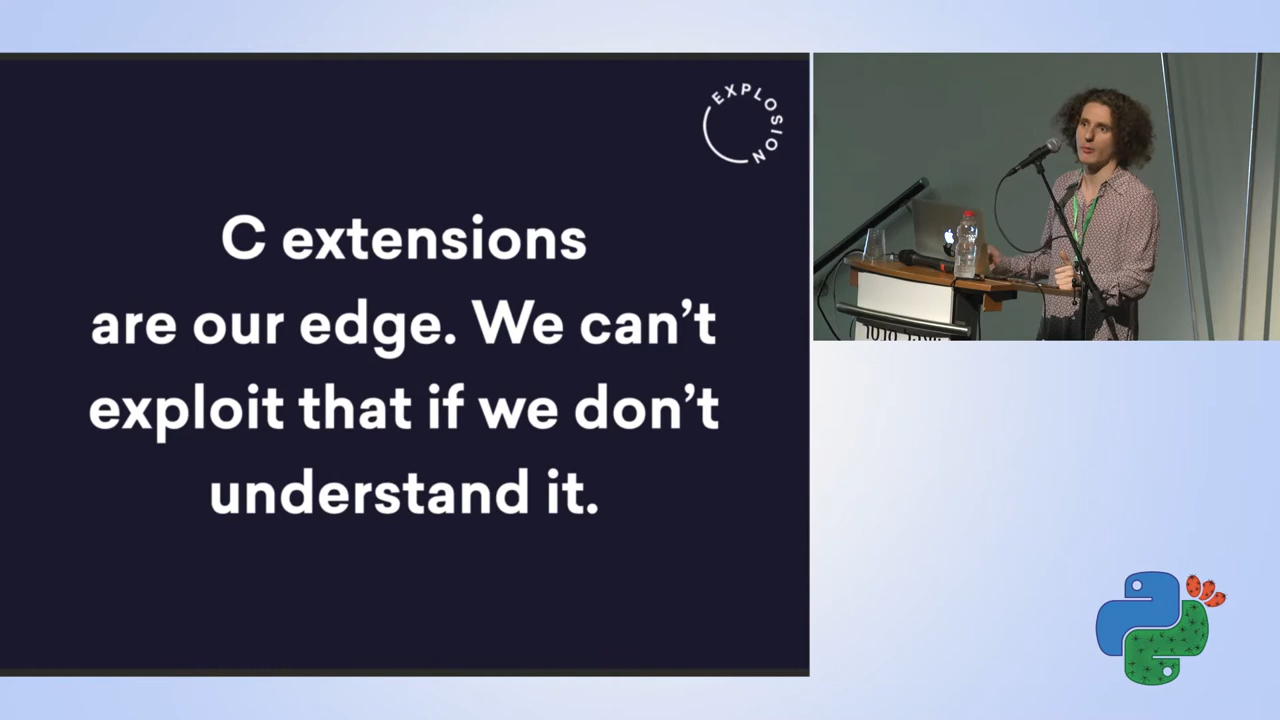 EXPLOSION
C extensions
are our edge. We can’t
exploit that if we don’t
understand it.